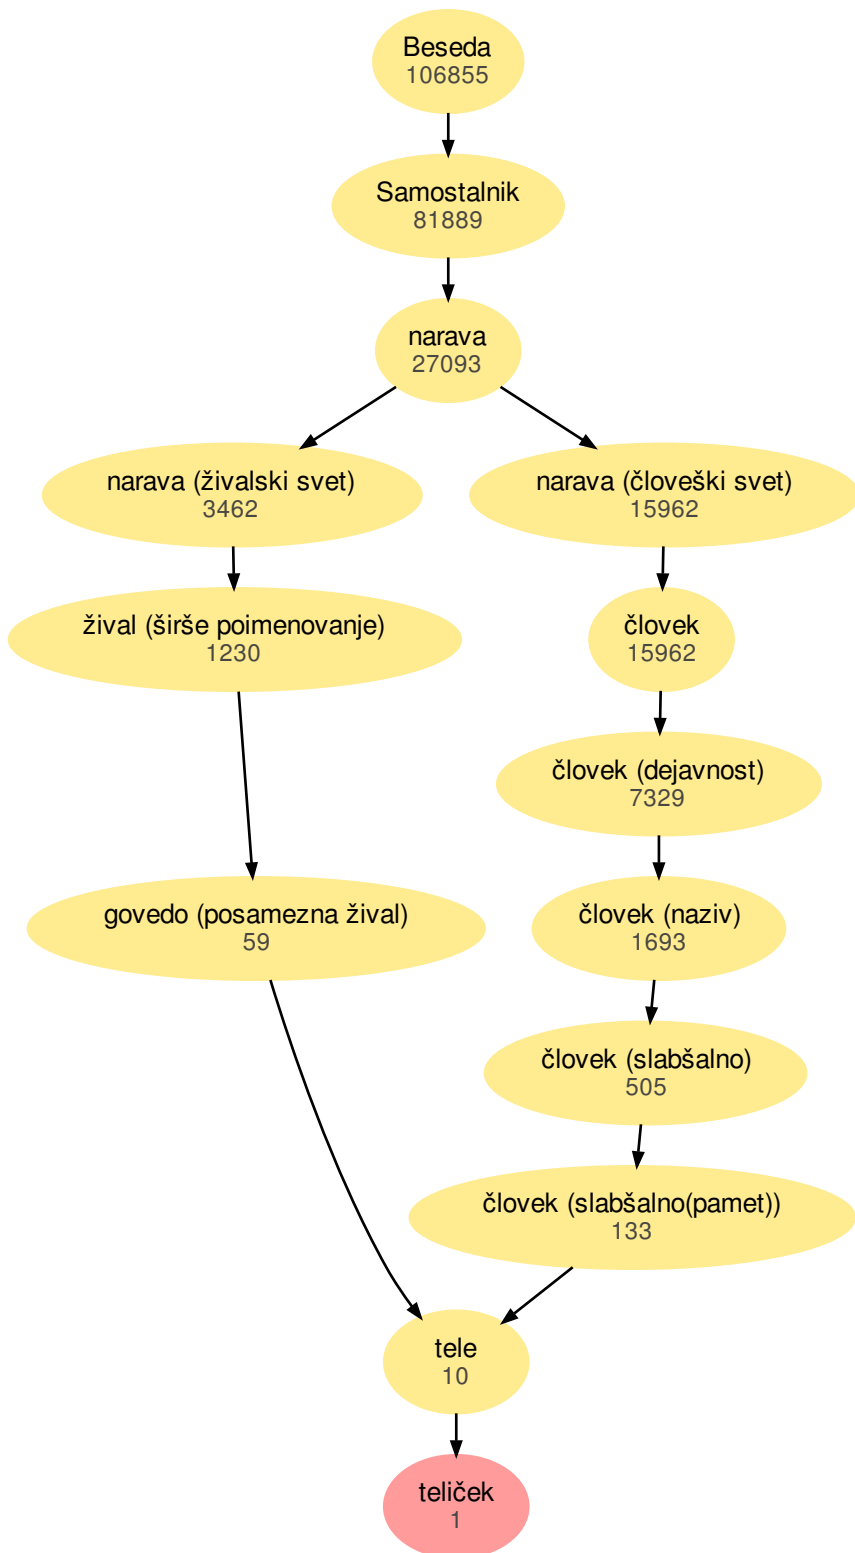 Beseda
106855
Samostalnik
81889
narava
27093
narava (živalski svet)
3462
narava (človeški svet)
15962
žival (širše poimenovanje)
1230
človek
15962
človek (dejavnost)
7329
govedo (posamezna žival)
59
človek (naziv)
1693
človek (slabšalno)
505
človek (slabšalno(pamet))
133
tele
10
teliček
1